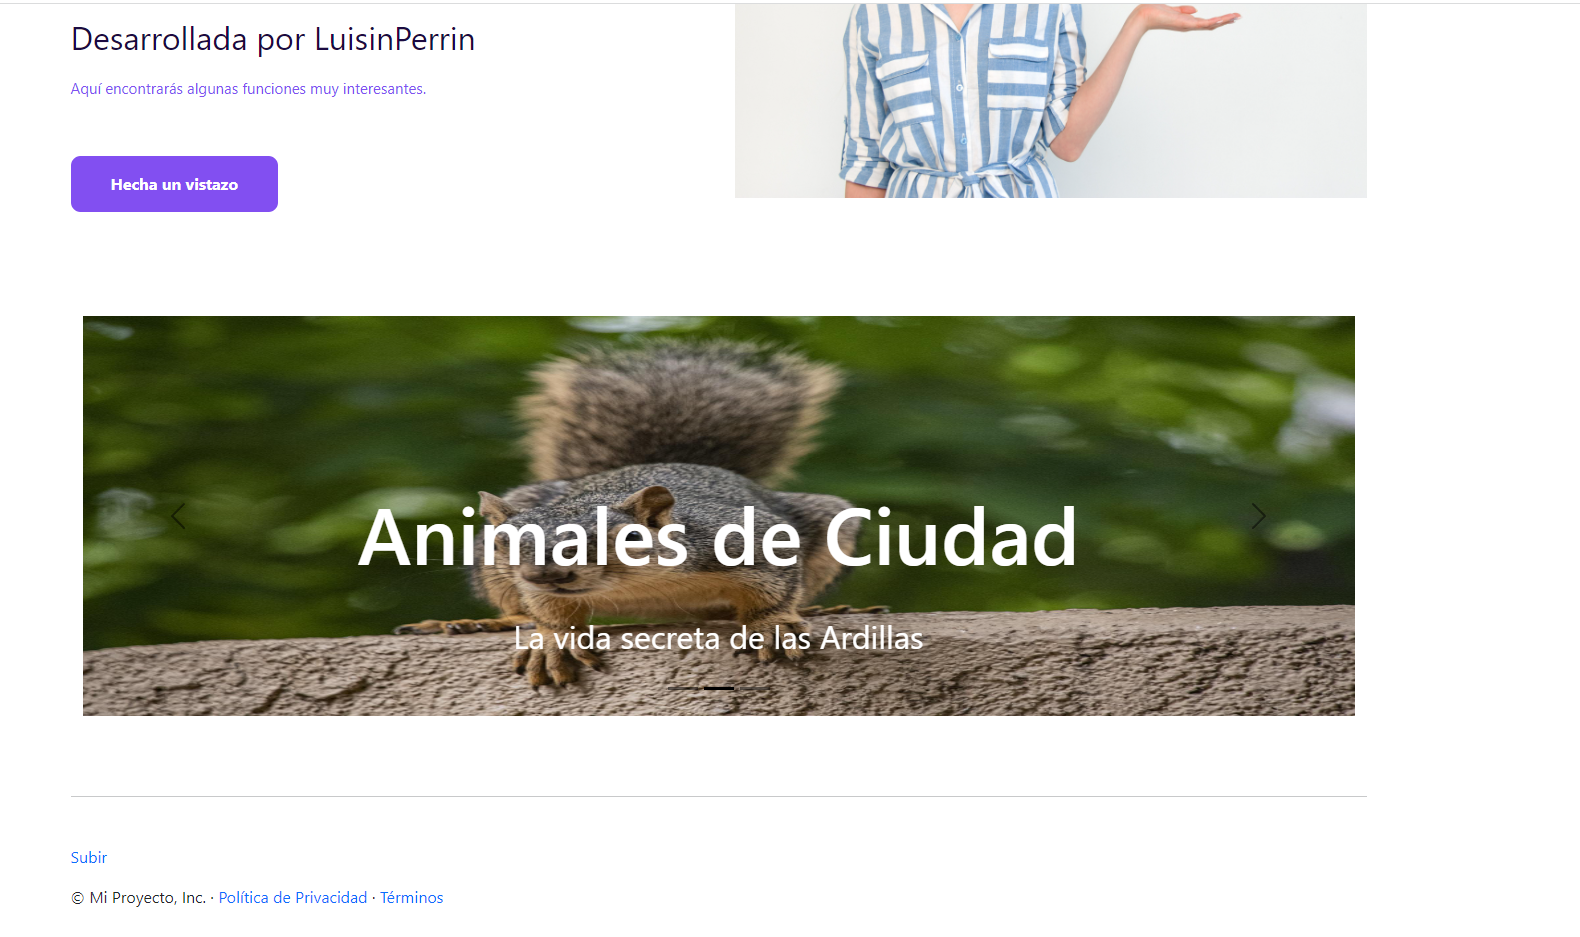 Desarrollada por LuisinPerrin
Aquí encontrarás algunas funciones muy interesantes.
Hecha un vistazo
Animales de Ciudad
La vida secreta de las Ardillas
Subir
© Mi Proyecto, Inc. · Política de Privacidad · Términos